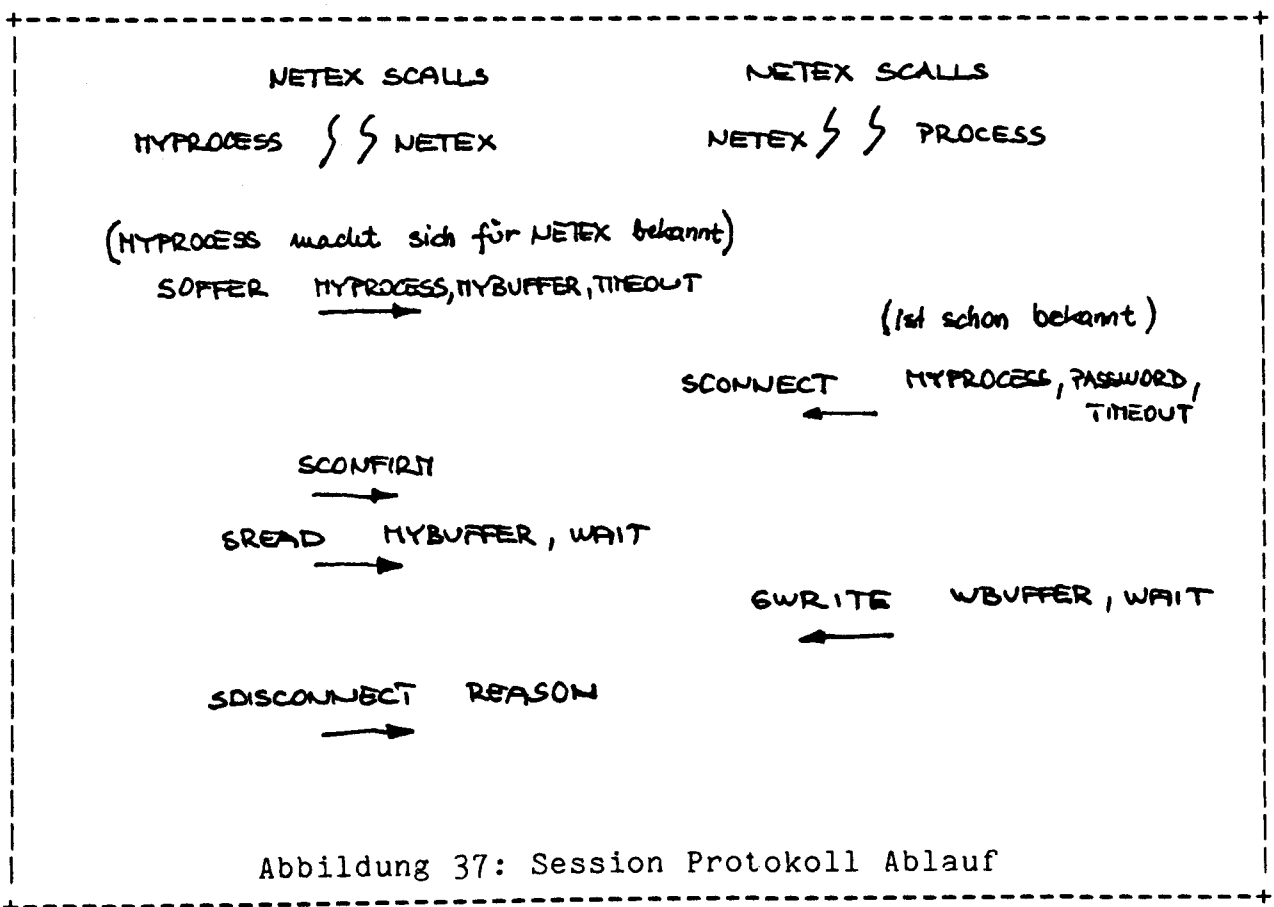 NETEX SCALLS NETEX SCALLS
MYPROCESS NETEX NETEX PROCESS
(MYPROCESS macht sich für NETEX bekannt)
SOFFER MYPROCESS, MYBUFFER, TIMEOUT
(Ist schon bekannt)
SCONNECT MYPROCESS, PASSWORD,
TIMEOUT
SCONFIRM
SREAD MYBUFFER, WAIT
SWRITE WBUFFER, WAIT
SDISCONNECT REASON
Abbildung 37: Session Protokoll Ablauf